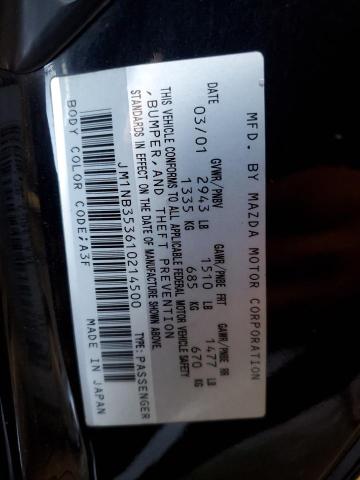 MFD. BY MAZDA MOTOR CORPORATION
GVWR/PNBV GAWR/PNBE FRT GAWR/PNBE RR
03/01 2943 LB 1510 LB 1477 LB
1335 KG 685 KG 670 KG
THIS VEHICLE CONFORMS TO ALL APPLICABLE FEDERAL MOTOR VEHICLE SAFETY
, BUMPER, AND THEFT PREVENTION
STANDARDS IN EFFECT ON THE DATE OF MANUFACTURE SHOWN ABOVE.
JM1NB353610214500 TYPE:PASSENGER
BODY COLOR CODE/A3F MADE IN JAPAN